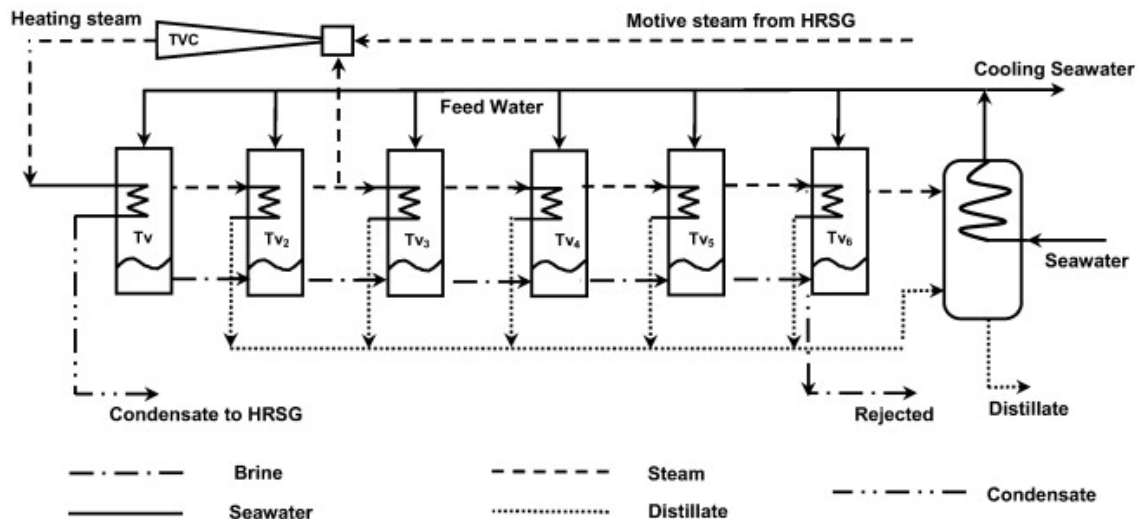 Heating steam
TVC
Motive steam from HRSG
Cooling Seawater
Feed Water
Tv
Tv2
Tv3
Tv4
Tv5
Tv6
Seawater
Condensate to HRSG
Rejected
Distillate
Brine
Steam
Condensate
Seawater
Distillate